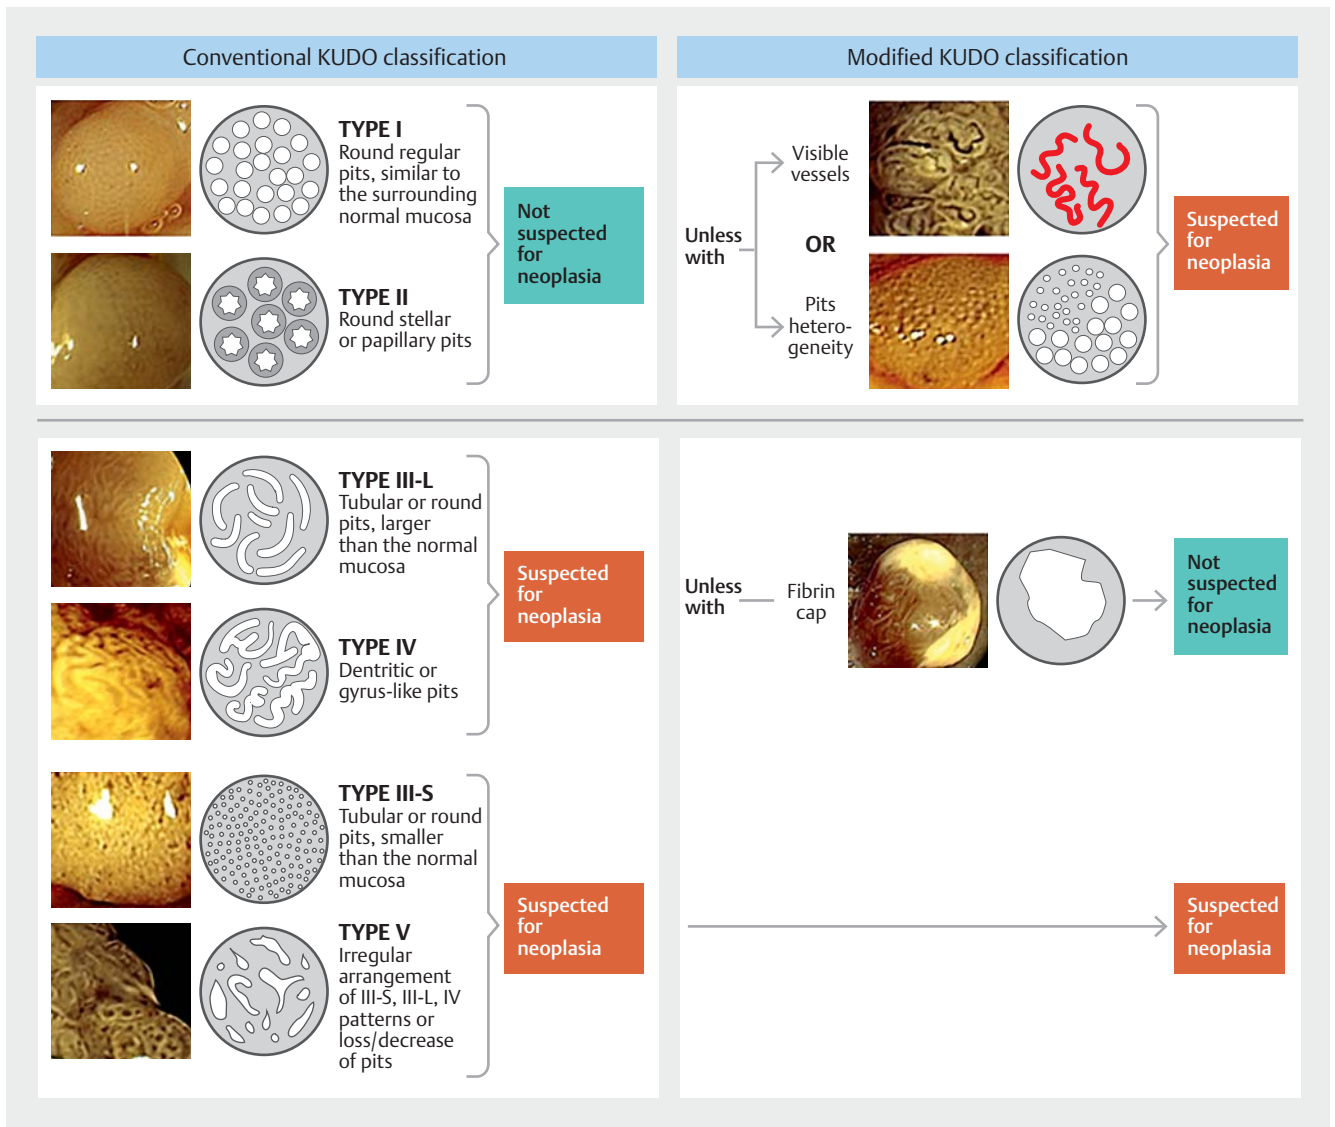 Conventional KUDO classification
Modified KUDO classification
TYPE I
Round regular
pits, similar to
the surrounding
normal mucosa
TYPE II
Round stellar
or papillary pits
Not
suspected
for
neoplasia
Unless
with
Visible
vessels
OR
Pits
hetero-
geneity
Suspected
for
neoplasia
TYPE III-L
Tubular or round
pits, larger
than the normal
mucosa
TYPE IV
Dentritic or
gyrus-like pits
Suspected
for
neoplasia
Unless
with
Fibrin
cap
Not
suspected
for
neoplasia
TYPE III-S
Tubular or round
pits, smaller
than the normal
mucosa
TYPE V
Irregular
arrangement
of III-S, III-L, IV
patterns or
loss/decrease
of pits
Suspected
for
neoplasia
Suspected
for
neoplasia